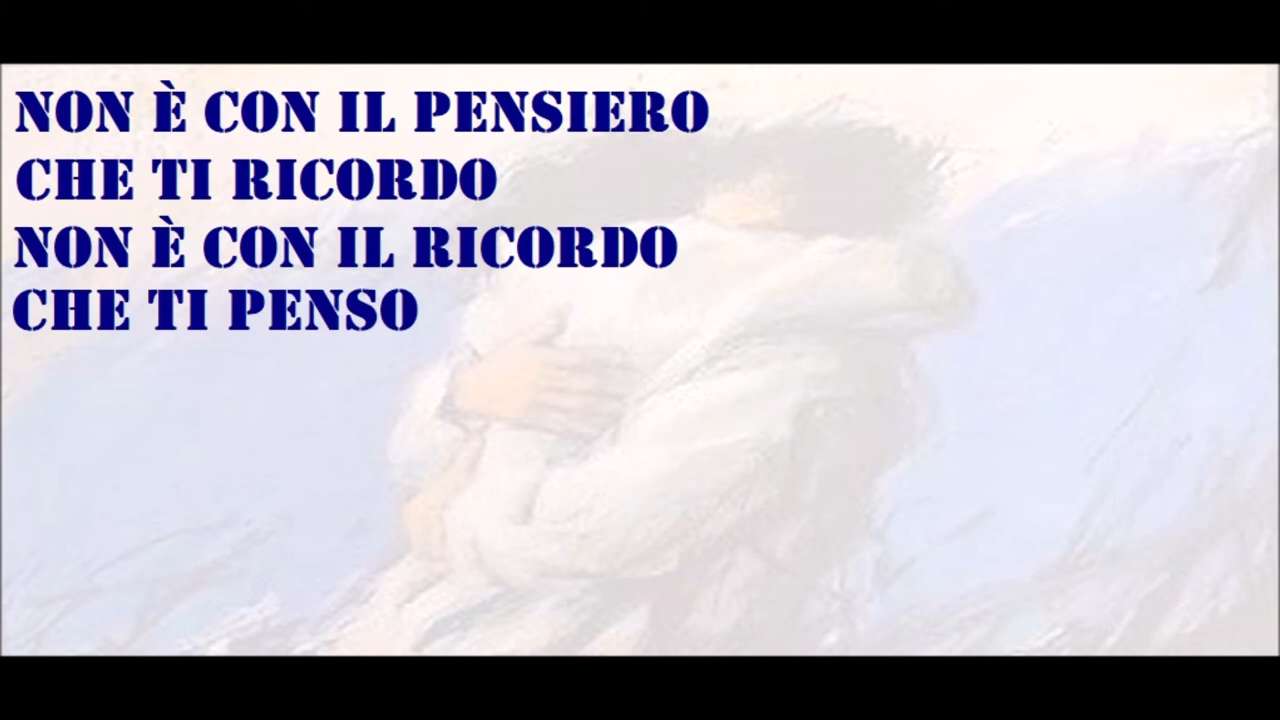 NON È CON IL PENSIERO
CHE TI RICORDO
NON È CON IL RICORDO
CHE TI PENSO